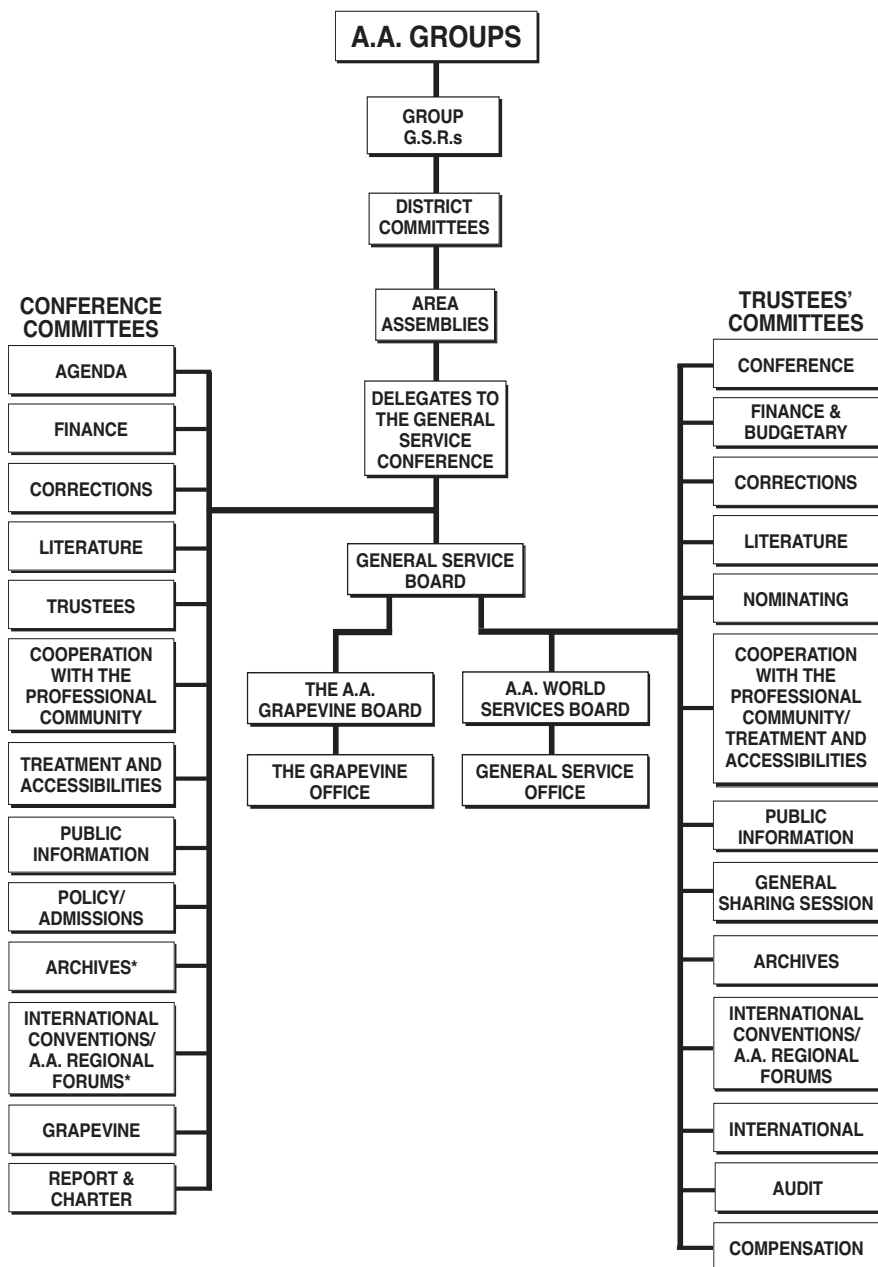 A.A. GROUPS
GROUP
G.S.R.s
DISTRICT
COMMITTEES
AREA
ASSEMBLIES
DELEGATES TO
THE GENERAL
SERVICE
CONFERENCE
GENERAL SERVICE
BOARD
THE A.A.
GRAPEVINE BOARD
THE GRAPEVINE
OFFICE
A.A. WORLD
SERVICES BOARD
GENERAL SERVICE
OFFICE
CONFERENCE
COMMITTEES
AGENDA
FINANCE
CORRECTIONS
LITERATURE
TRUSTEES
COOPERATION
WITH THE
PROFESSIONAL
COMMUNITY
TREATMENT AND
ACCESSIBILITIES
PUBLIC
INFORMATION
POLICY/
ADMISSIONS
ARCHIVES*
INTERNATIONAL
CONVENTIONS/
A.A. REGIONAL
FORUMS*
GRAPEVINE
REPORT &
CHARTER
TRUSTEES’
COMMITTEES
CONFERENCE
FINANCE &
BUDGETARY
CORRECTIONS
LITERATURE
NOMINATING
COOPERATION
WITH THE
PROFESSIONAL
COMMUNITY/
TREATMENT AND
ACCESSIBILITIES
PUBLIC
INFORMATION
GENERAL
SHARING SESSION
ARCHIVES
INTERNATIONAL
CONVENTIONS/
A.A. REGIONAL
FORUMS
INTERNATIONAL
AUDIT
COMPENSATION